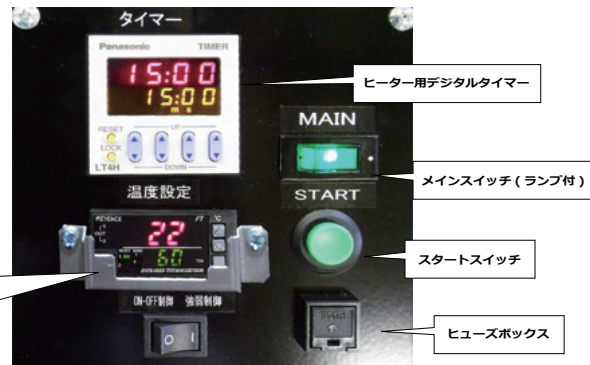 タイマー
Panasonic TIMER
15:00
15:00
m s
RESET
UP
LOCK
LT4H
DOWN
ヒーター用デジタルタイマー
MAIN
メインスイッチ ( ランプ付 )
温度設定
START
KEYENCE FT ℃
OUT
22
60
スタートスイッチ
ON-OFF制御 強弱制御
O I
ヒューズボックス